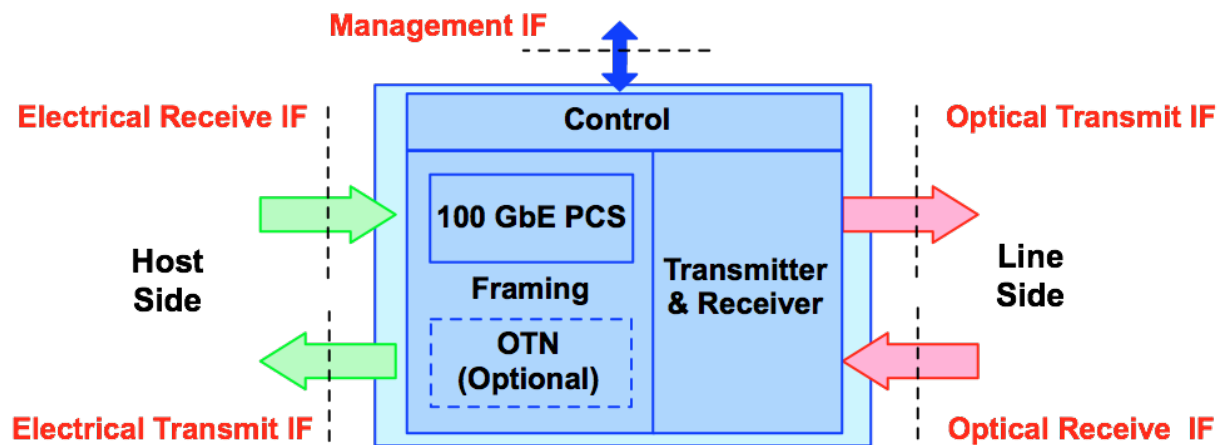 Management IF
Electrical Receive IF
Optical Transmit IF
Control
100 GbE PCS
Host
Side
Framing
Transmitter
& Receiver
Line
Side
OTN
(Optional)
Electrical Transmit IF
Optical Receive IF